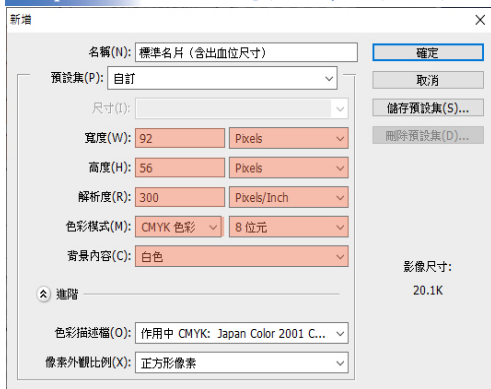 新增
名稱(N): 標準名片（含出血位尺寸） 確定
預設集(P): 自訂 取消
尺寸(I): 儲存預設集(S)...
寬度(W): 92 Pixels 刪除預設集(D)...
高度(H): 56 Pixels
解析度(R): 300 Pixels/Inch
色彩模式(M): CMYK 色彩 8 位元
背景內容(C): 白色
影像尺寸:
進階 20.1K
色彩描述檔(O): 作用中 CMYK: Japan Color 2001 C...
像素外觀比例(X): 正方形像素